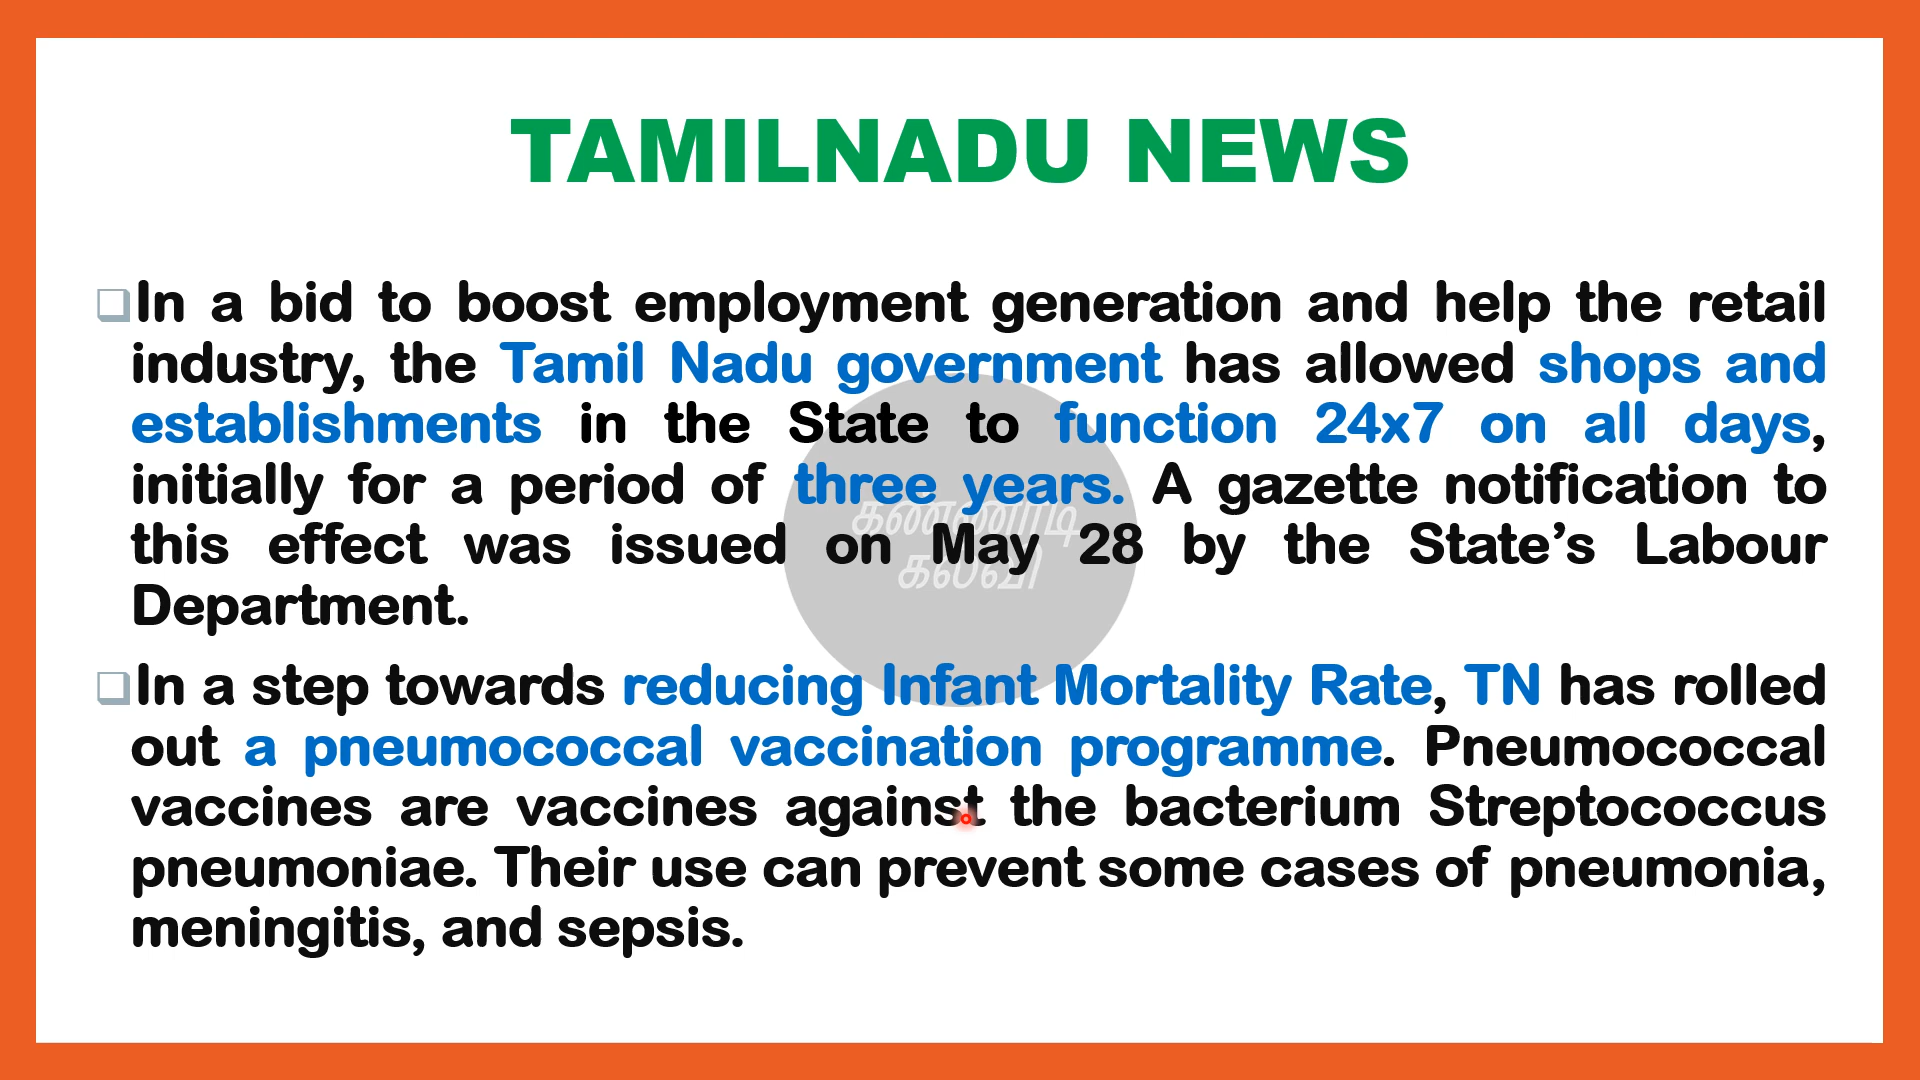 TAMILNADU NEWS
In a bid to boost employment generation and help the retail
industry, the Tamil Nadu government has allowed shops and
establishments in the State to function 24x7 on all days,
initially for a period of three years. A gazette notification to
this effect was issued on May 28 by the State’s Labour
Department.
கண்ணாடி
கல்வி
In a step towards reducing Infant Mortality Rate, TN has rolled
out a pneumococcal vaccination programme. Pneumococcal
vaccines are vaccines against the bacterium Streptococcus
pneumoniae. Their use can prevent some cases of pneumonia,
meningitis, and sepsis.